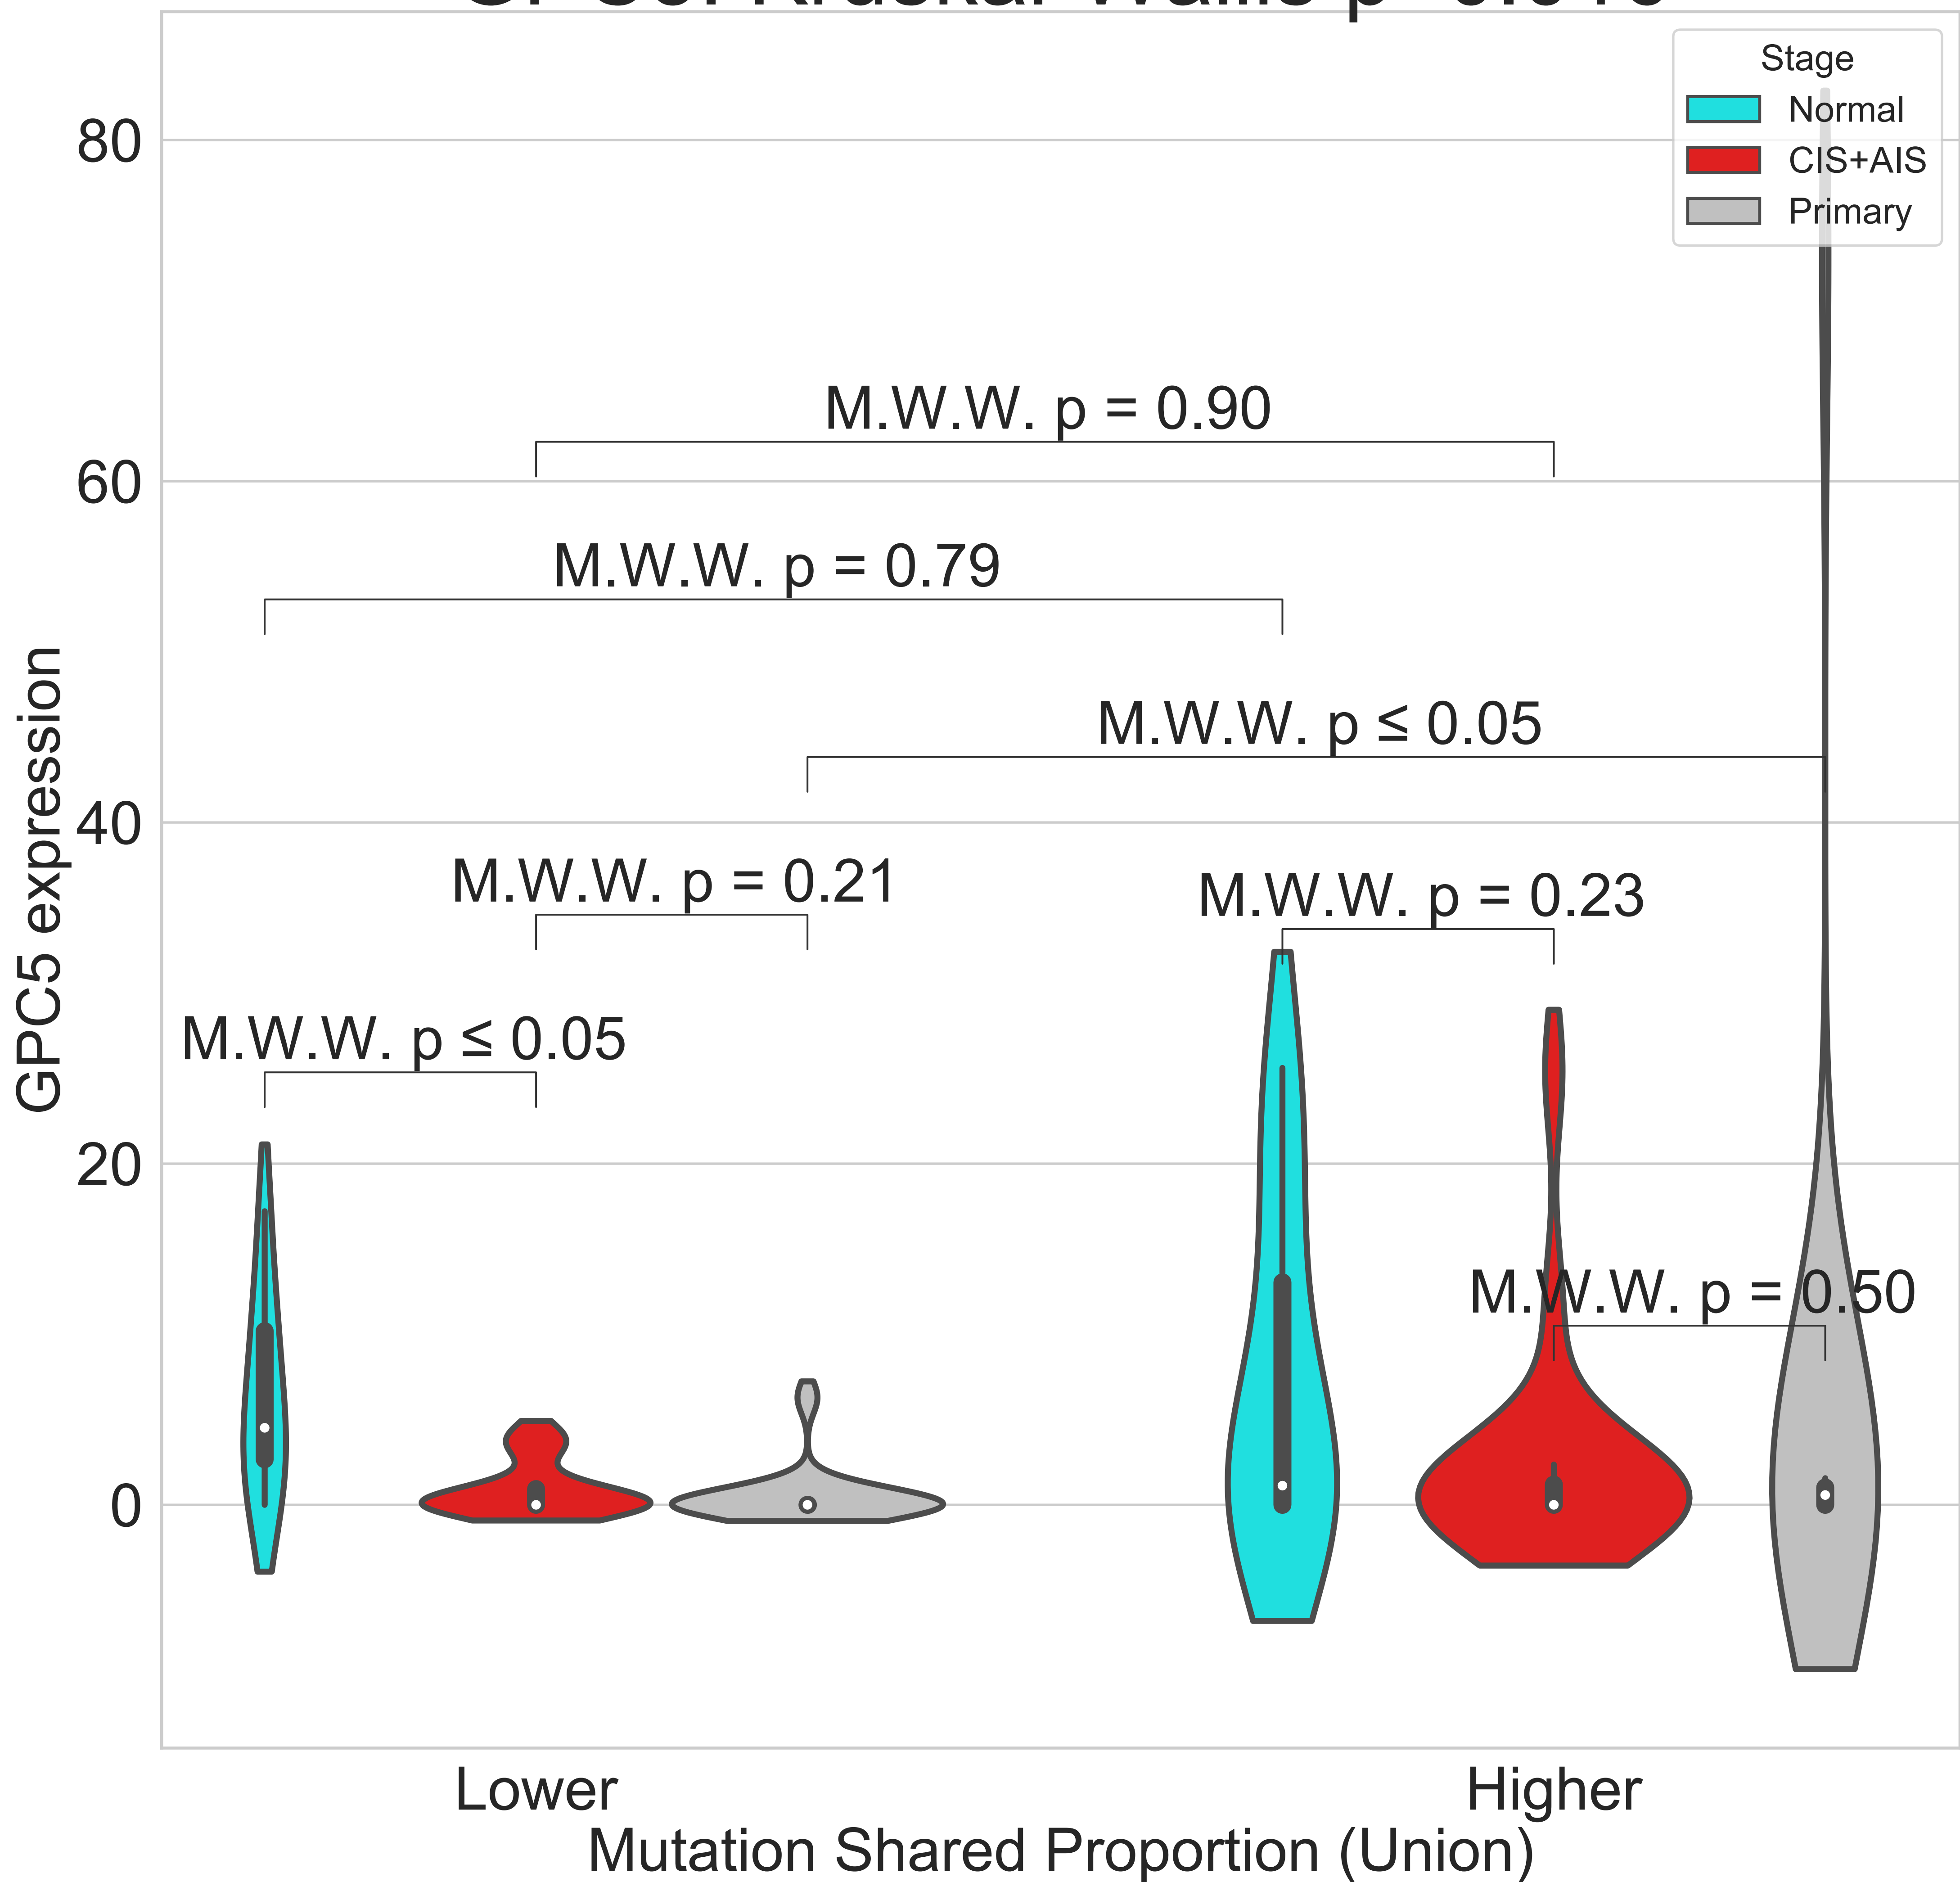 Stage
Normal
CIS+AIS
Primary
80
60
40
20
0
GPC5 expression
M.W.W. p = 0.90
M.W.W. p = 0.79
M.W.W. p ≤ 0.05
M.W.W. p = 0.21
M.W.W. p = 0.23
M.W.W. p ≤ 0.05
M.W.W. p = 0.50
Lower
Higher
Mutation Shared Proportion (Union)